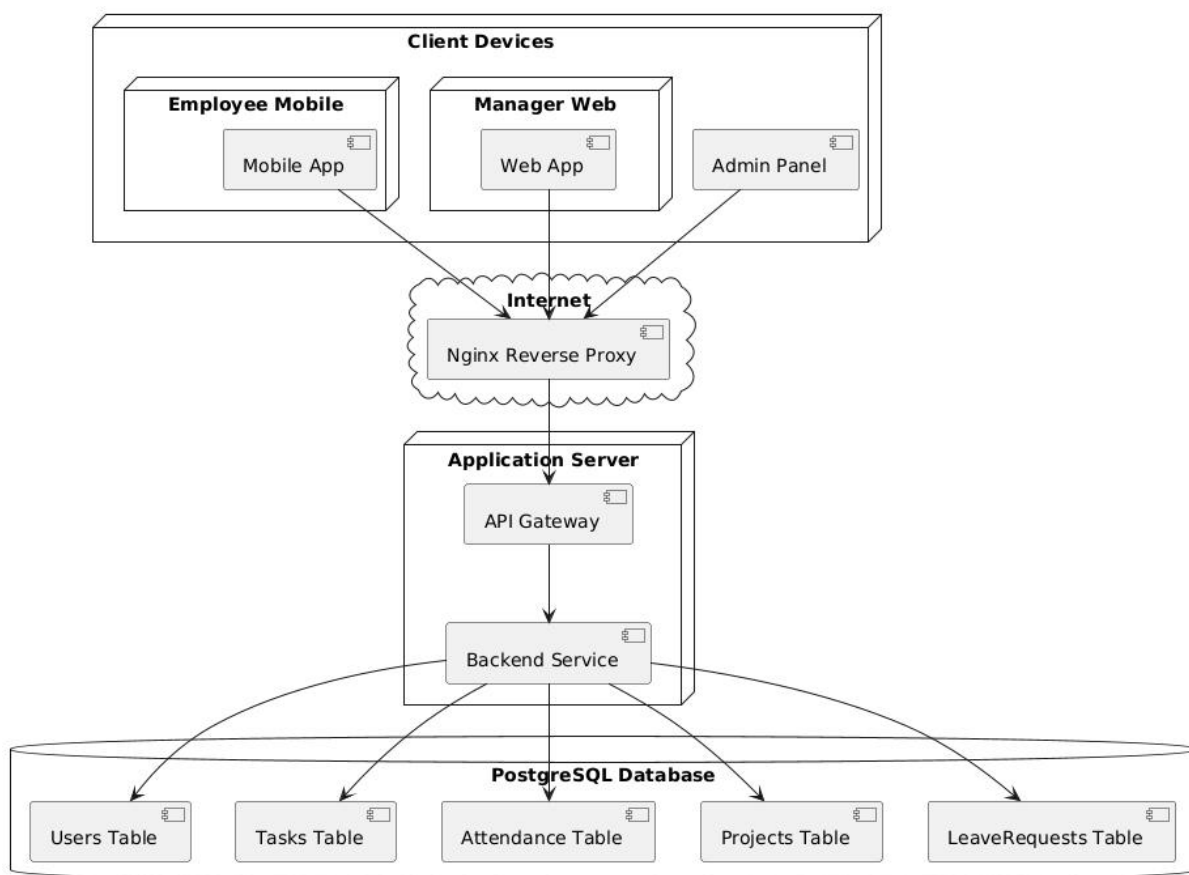 Client Devices
Employee Mobile
Manager Web
Mobile App
Web App
Admin Panel
Internet
Nginx Reverse Proxy
Application Server
API Gateway
Backend Service
PostgreSQL Database
Users Table
Tasks Table
Attendance Table
Projects Table
LeaveRequests Table